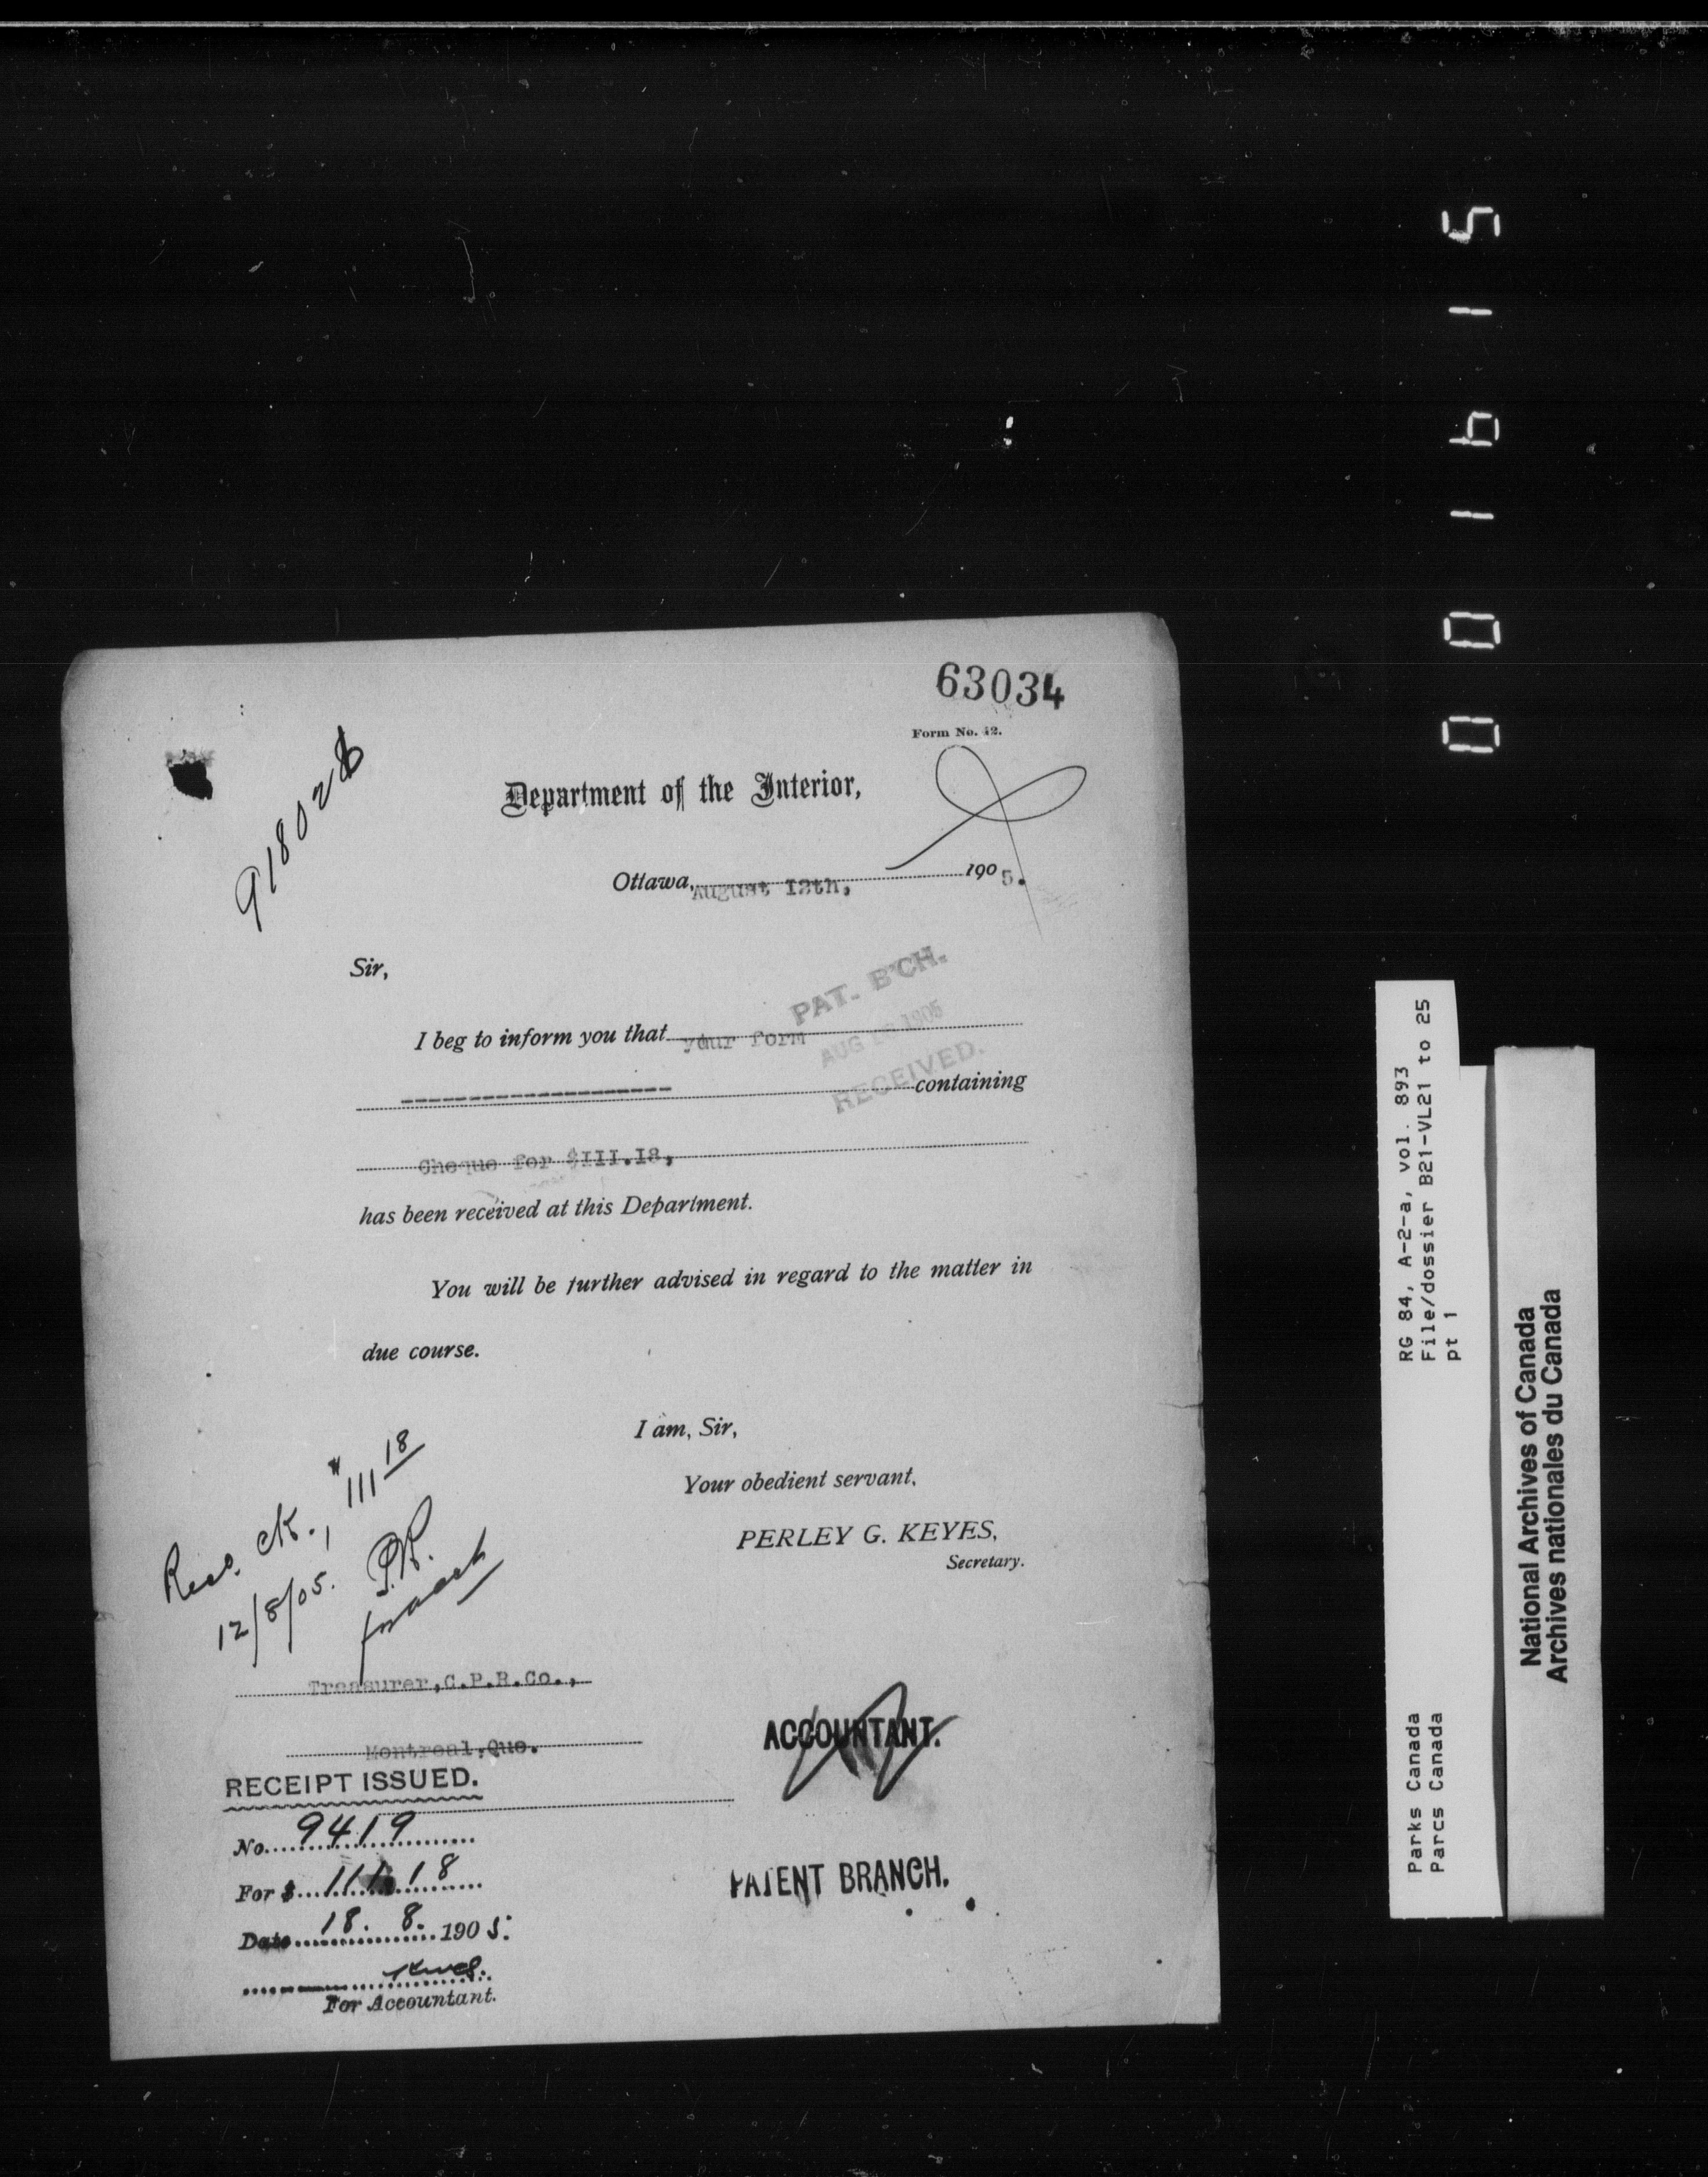 63034
Form No. 42.
918028
Department of the Interior,
Ottawa, August 12th, 1905.
Sir,
PAT. B'CH.
AUG 1905
RECEIVED.
I beg to inform you that your form
-------------------- containing
Cheque for $III.I8,
has been received at this Department.
You will be further advised in regard to the matter in
due course.
I am, Sir,
Your obedient servant,
PERLEY G. KEYES,
Secretary.
Rec. ck., 111 18
12/8/05. P.K.
Treasurer, C.P.R.Co.,
Montreal, Que.
ACCOUNTANT.
RECEIPT ISSUED.
No. 9419
For $ 111.18
Date 18. 8. 1905.
For Accountant.
PATENT BRANCH.
001615
RG 84, A-2-a, vol. 893
File/dossier B21-VL21 to 25
pt 1
Parks Canada
Parcs Canada
National Archives of Canada
Archives nationales du Canada